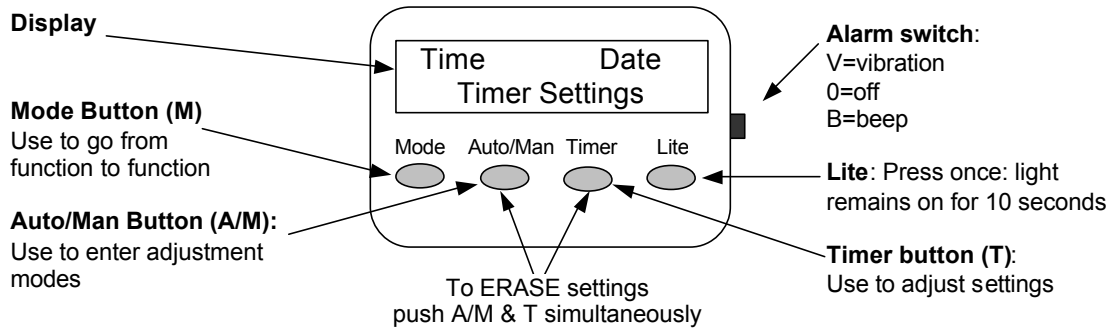 Display
Mode Button (M)
Use to go from
function to function
Auto/Man Button (A/M):
Use to enter adjustment
modes
Time Date
Timer Settings
Mode Auto/Man Timer Lite
To ERASE settings
push A/M & T simultaneously
Alarm switch:
V=vibration
0=off
B=beep
Lite: Press once: light
remains on for 10 seconds
Timer button (T):
Use to adjust settings